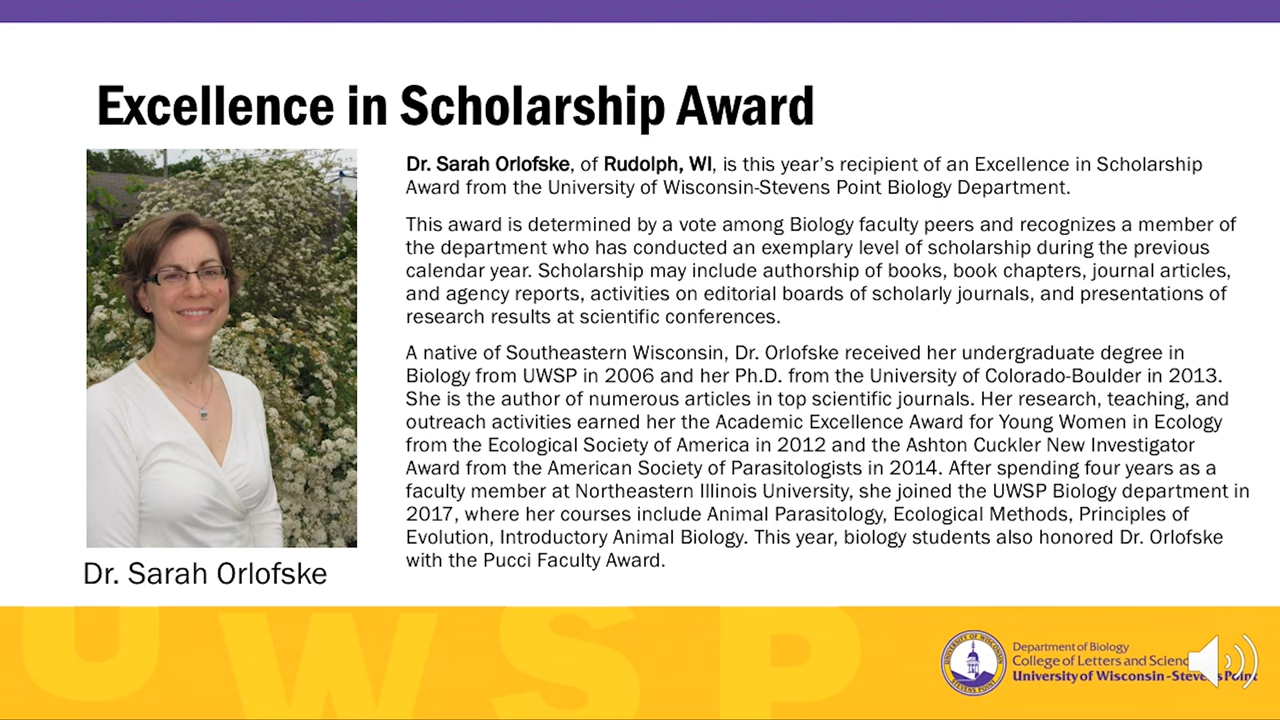 Excellence in Scholarship Award
Dr. Sarah Orlofske, of Rudolph, WI, is this year's recipient of an Excellence in Scholarship
Award from the University of Wisconsin-Stevens Point Biology Department.
This award is determined by a vote among Biology faculty peers and recognizes a member of
the department who has conducted an exemplary level of scholarship during the previous
calendar year. Scholarship may include authorship of books, book chapters, journal articles,
and agency reports, activities on editorial boards of scholarly journals, and presentations of
research results at scientific conferences.
A native of Southeastern Wisconsin, Dr. Orlofske received her undergraduate degree in
Biology from UWSP in 2006 and her Ph.D. from the University of Colorado-Boulder in 2013.
She is the author of numerous articles in top scientific journals. Her research, teaching, and
outreach activities earned her the Academic Excellence Award for Young Women in Ecology
from the Ecological Society of America in 2012 and the Ashton Cuckler New Investigator
Award from the American Society of Parasitologists in 2014. After spending four years as a
faculty member at Northeastern Illinois University, she joined the UWSP Biology department in
2017, where her courses include Animal Parasitology, Ecological Methods, Principles of
Evolution, Introductory Animal Biology. This year, biology students also honored Dr. Orlofske
with the Pucci Faculty Award.
Dr. Sarah Orlofske
UWSP
UNIVERSITY OF WISCONSIN
STEVENS POINT
Department of Biology
College of Letters and Scienc
University of Wisconsin-Stevens Point